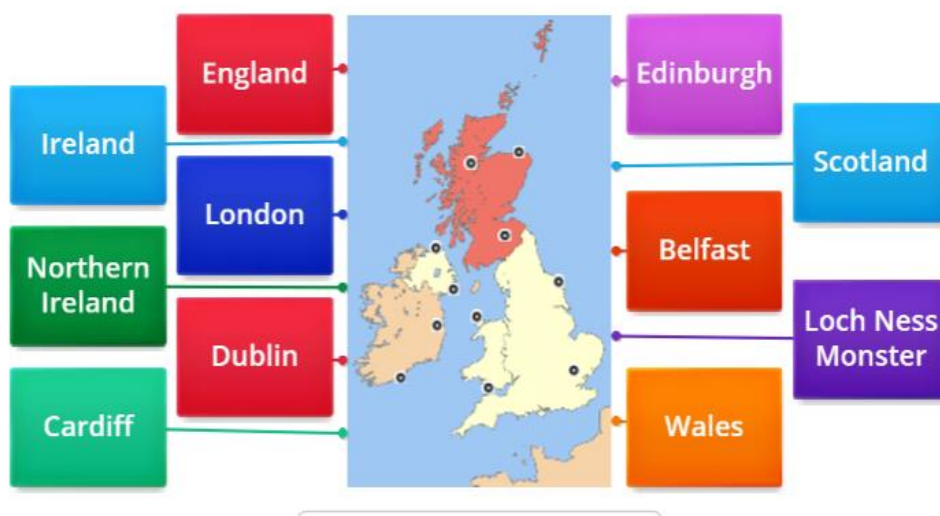 England
Edinburgh
Ireland
Scotland
London
Belfast
Northern
Ireland
Loch Ness
Monster
Dublin
Cardiff
Wales